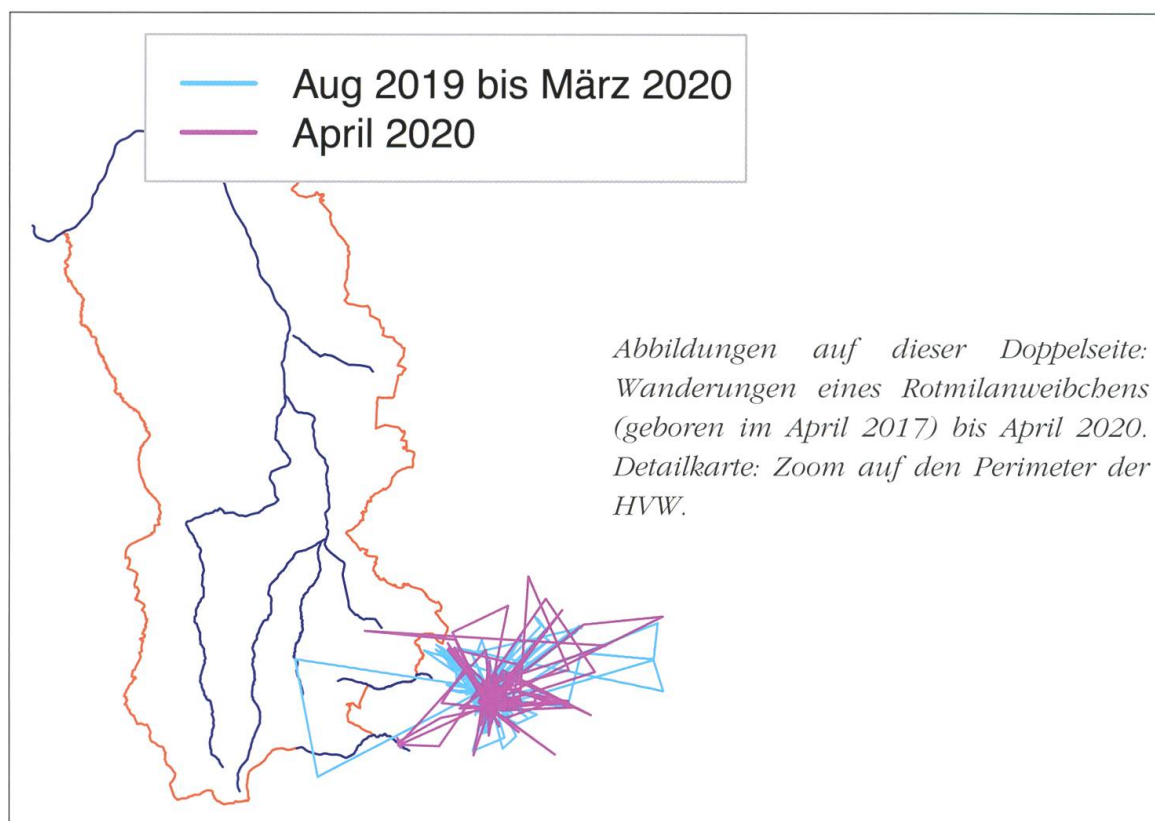 Aug 2019 bis März 2020
April 2020
Abbildungen auf dieser Doppelseite:
Wanderungen eines Rotmilanweibchens
(geboren im April 2017) bis April 2020.
Detailkarte: Zoom auf den Perimeter der
HVW.